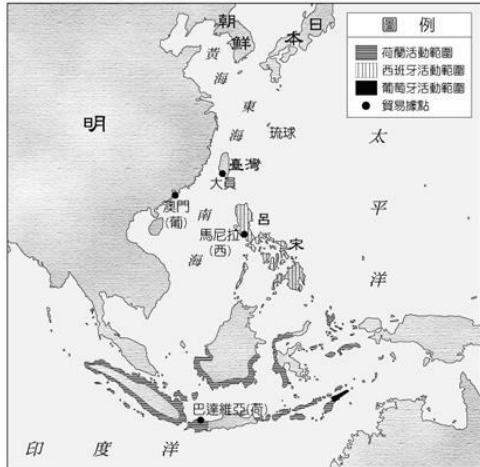 圖例
荷蘭活動範圍
西班牙活動範圍
葡萄牙活動範圍
貿易據點
朝鮮
日本
黃海
東海
琉球
明
臺灣
大員
澳門
(葡)
南海
馬尼拉
(西)
呂宋
太平洋
巴達維亞(荷)
印度洋